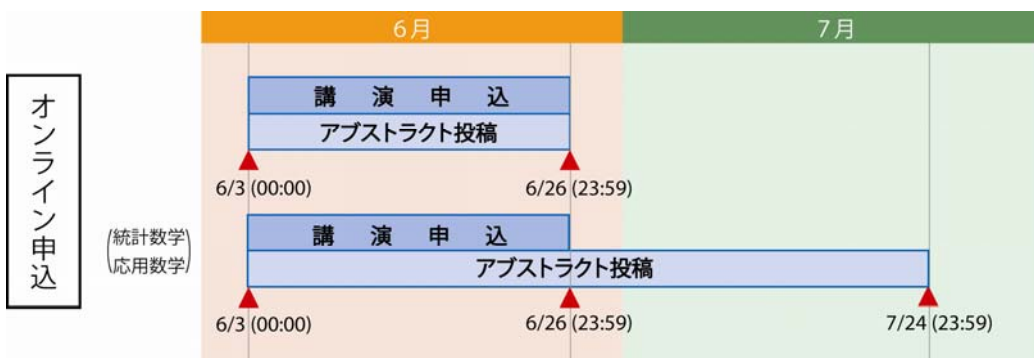 6月
7月
オンライン申込
講演申込
アブストラクト投稿
6/3 (00:00)
6/26 (23:59)
(統計数学)
(応用数学)
講演申込
アブストラクト投稿
6/3 (00:00)
6/26 (23:59)
7/24 (23:59)